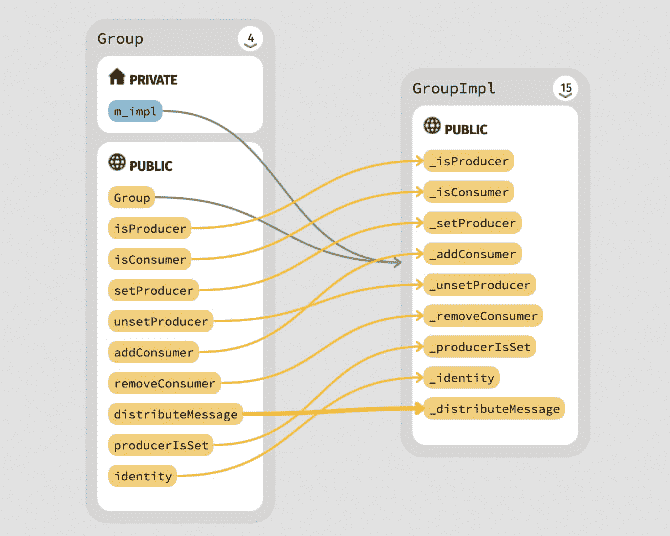 Group
4
PRIVATE
m_impl
PUBLIC
Group
isProducer
isConsumer
setProducer
unsetProducer
addConsumer
removeConsumer
distributeMessage
producerIsSet
identity
GroupImpl
15
PUBLIC
_isProducer
_isConsumer
_setProducer
_addConsumer
_unsetProducer
_removeConsumer
_producerIsSet
_identity
_distributeMessage